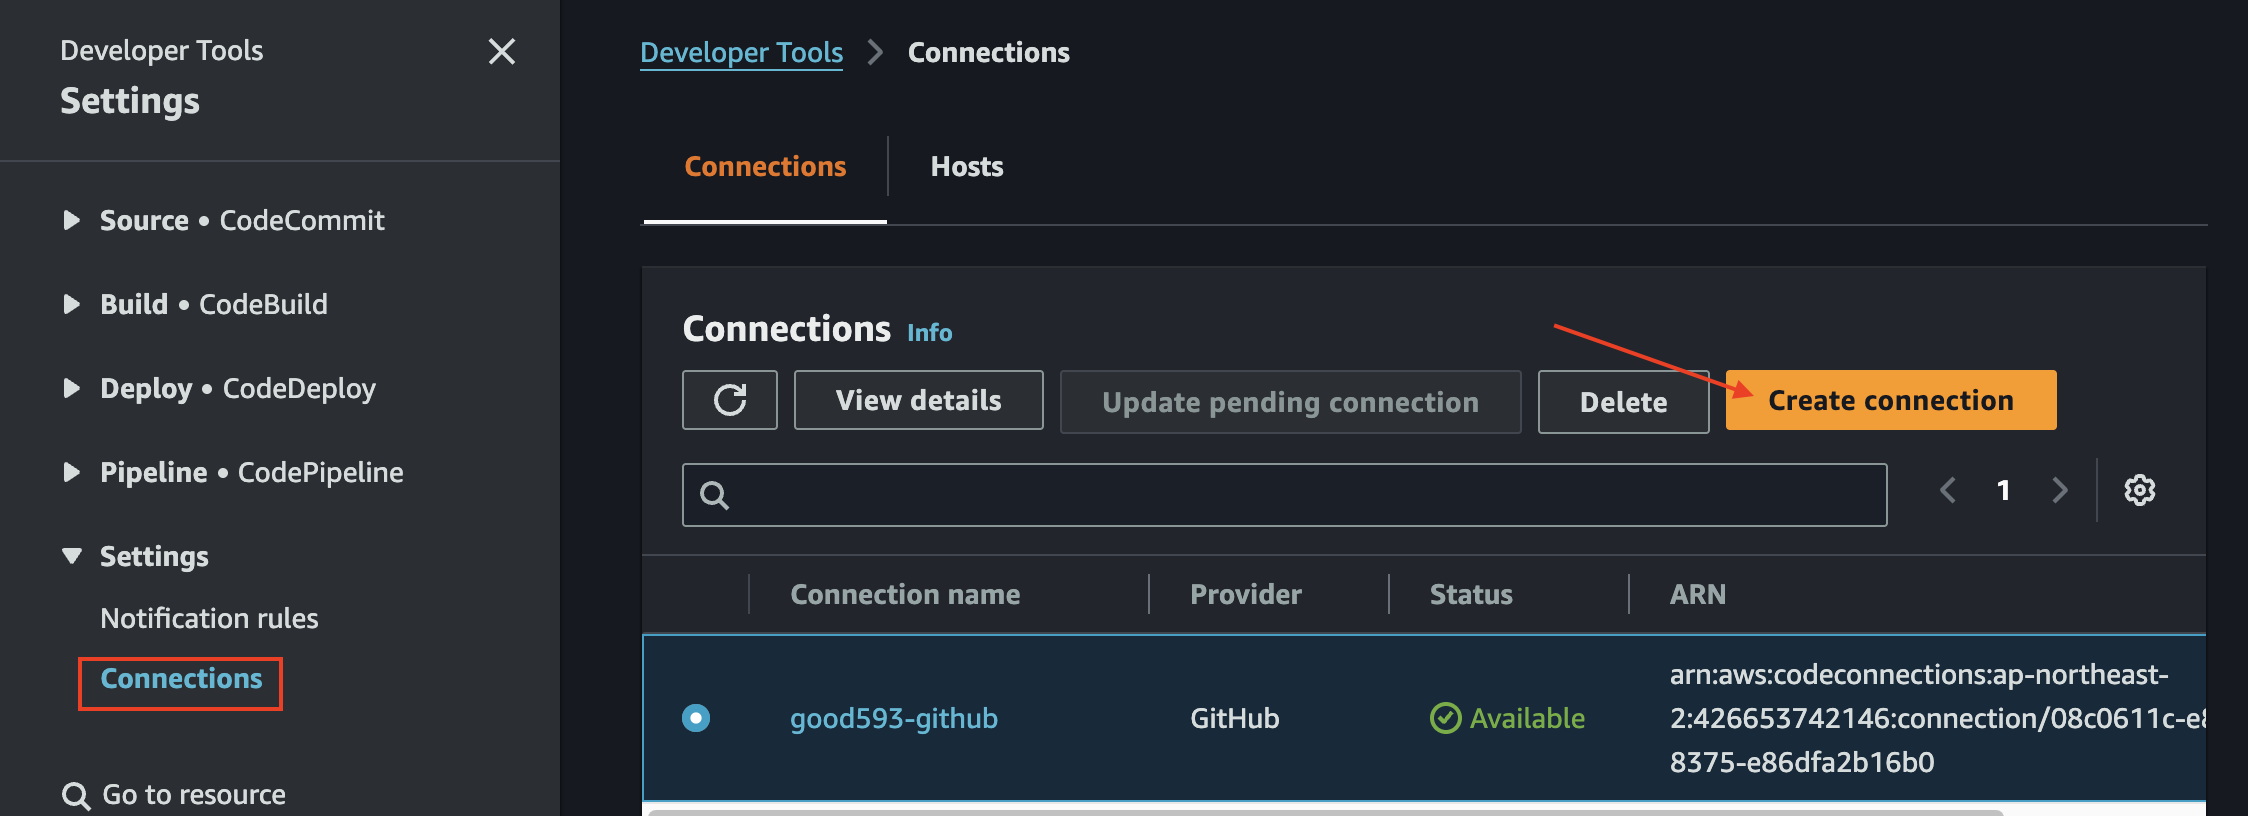 Developer Tools
Settings
Source • CodeCommit
Build • CodeBuild
Deploy • CodeDeploy
Pipeline • CodePipeline
Settings
Notification rules
Connections
Go to resource
Developer Tools > Connections
Connections
Hosts
Connections Info
View details
Update pending connection
Delete
Create connection
1
Connection name
Provider
Status
ARN
good593-github
GitHub
Available
arn:aws:codeconnections:ap-northeast-
2:426653742146:connection/08c0611c-e8
8375-e86dfa2b16b0